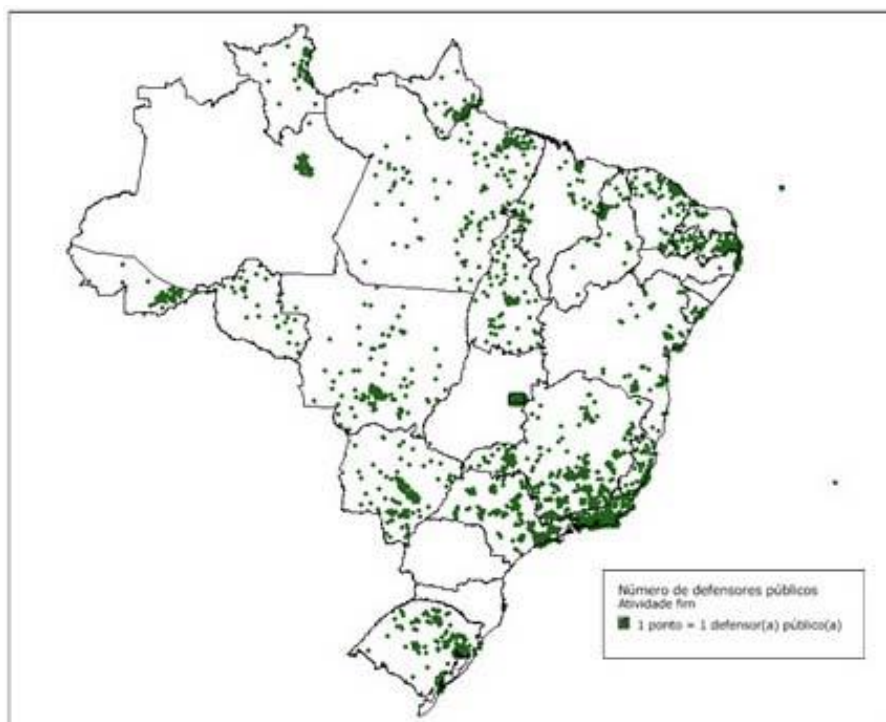 Número de defensores públicos
Atividade fim
1 ponto = 1 defensor(a) público(a)